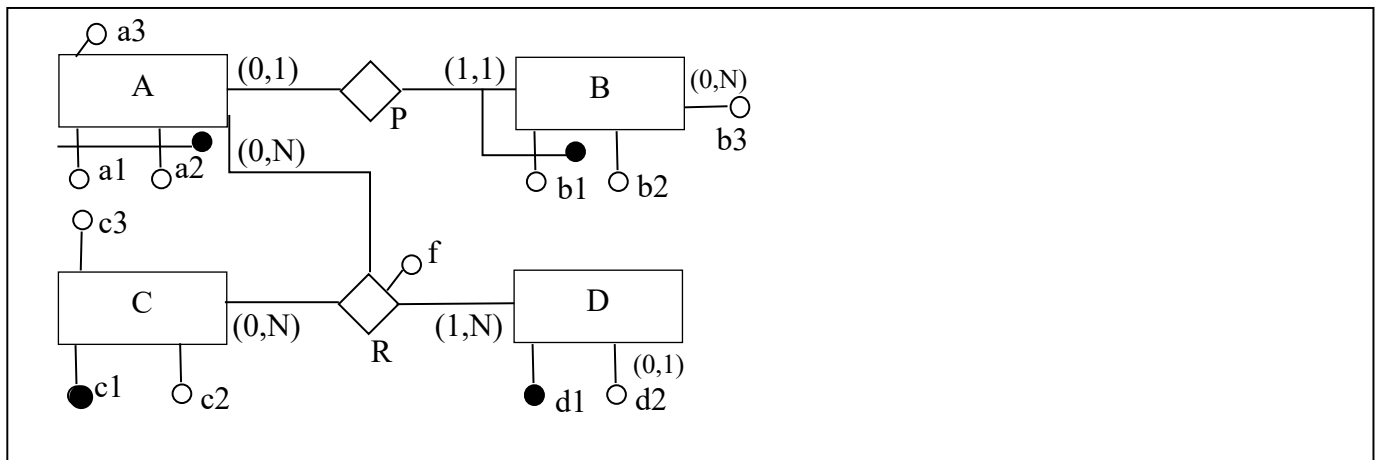 a3
A
(0,1)
P
(1,1)
B
(0,N)
b3
a1
a2
(0,N)
b1
b2
c3
f
C
(0,N)
R
(1,N)
D
(0,1)
c1
c2
d1
d2